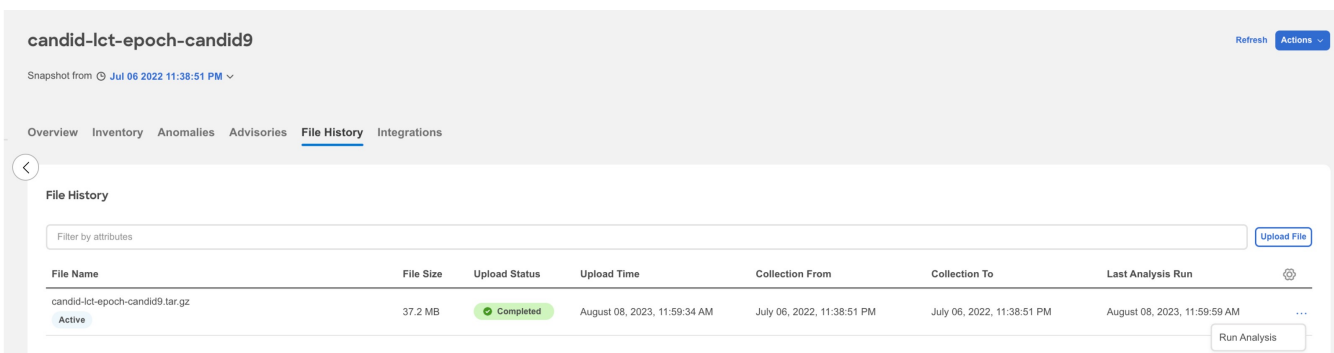 candid-lct-epoch-candid9
Refresh Actions
Snapshot from Jul 06 2022 11:38:51 PM
Overview Inventory Anomalies Advisories File History Integrations
File History
Filter by attributes
Upload File
File Name File Size Upload Status Upload Time Collection From Collection To Last Analysis Run
candid-lct-epoch-candid9.tar.gz
Active
37.2 MB Completed August 08, 2023, 11:59:34 AM July 06, 2022, 11:38:51 PM July 06, 2022, 11:38:51 PM August 08, 2023, 11:59:59 AM ...
Run Analysis